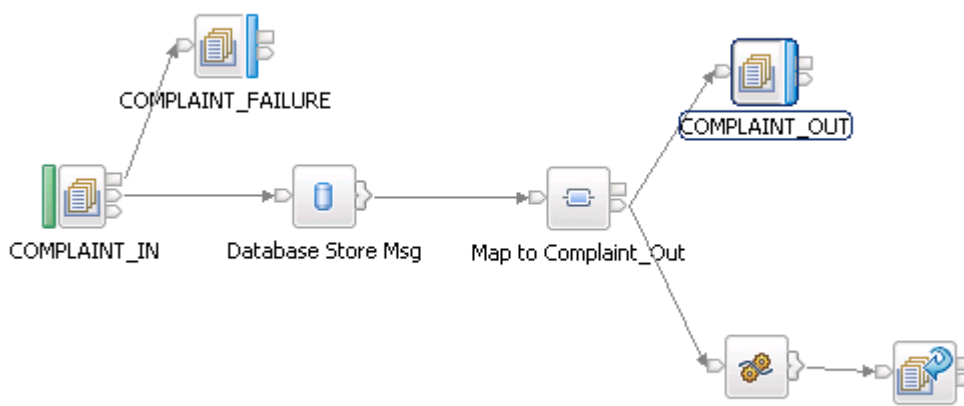 COMPLAINT_FAILURE
COMPLAINT_OUT
COMPLAINT_IN
Database Store Msg
Map to Complaint_Out